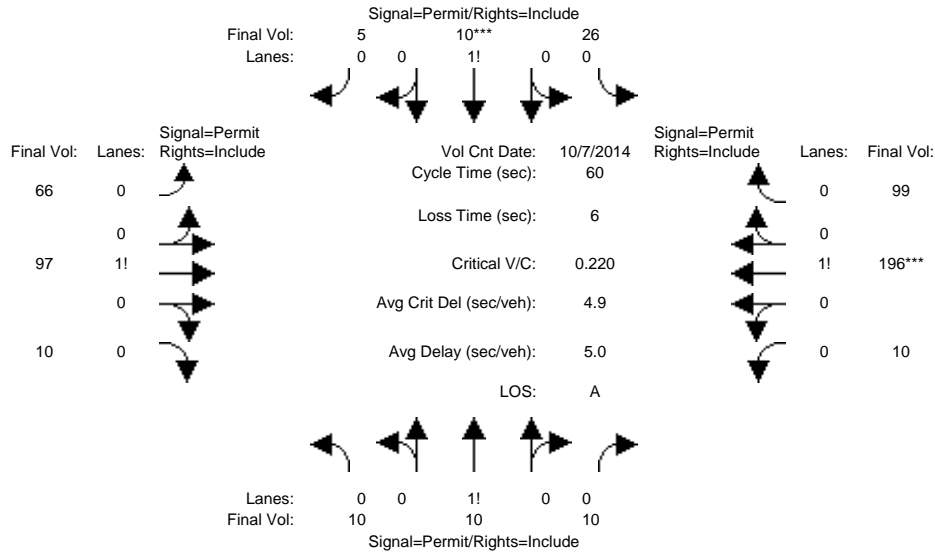 Signal=Permit/Rights=Include
Final Vol: 5 10*** 26
Lanes: 0 0 1! 0 0
Signal=Permit Signal=Permit
Final Vol: Lanes: Rights=Include Vol Cnt Date: 10/7/2014 Rights=Include Lanes: Final Vol:
Cycle Time (sec): 60
66 0 0 99
Loss Time (sec): 6
0 0
97 1! Critical V/C: 0.220 1! 196***
0 Avg Crit Del (sec/veh): 4.9 0
10 0 Avg Delay (sec/veh): 5.0 0 10
LOS: A
Lanes: 0 0 1! 0 0
Final Vol: 10 10 10
Signal=Permit/Rights=Include